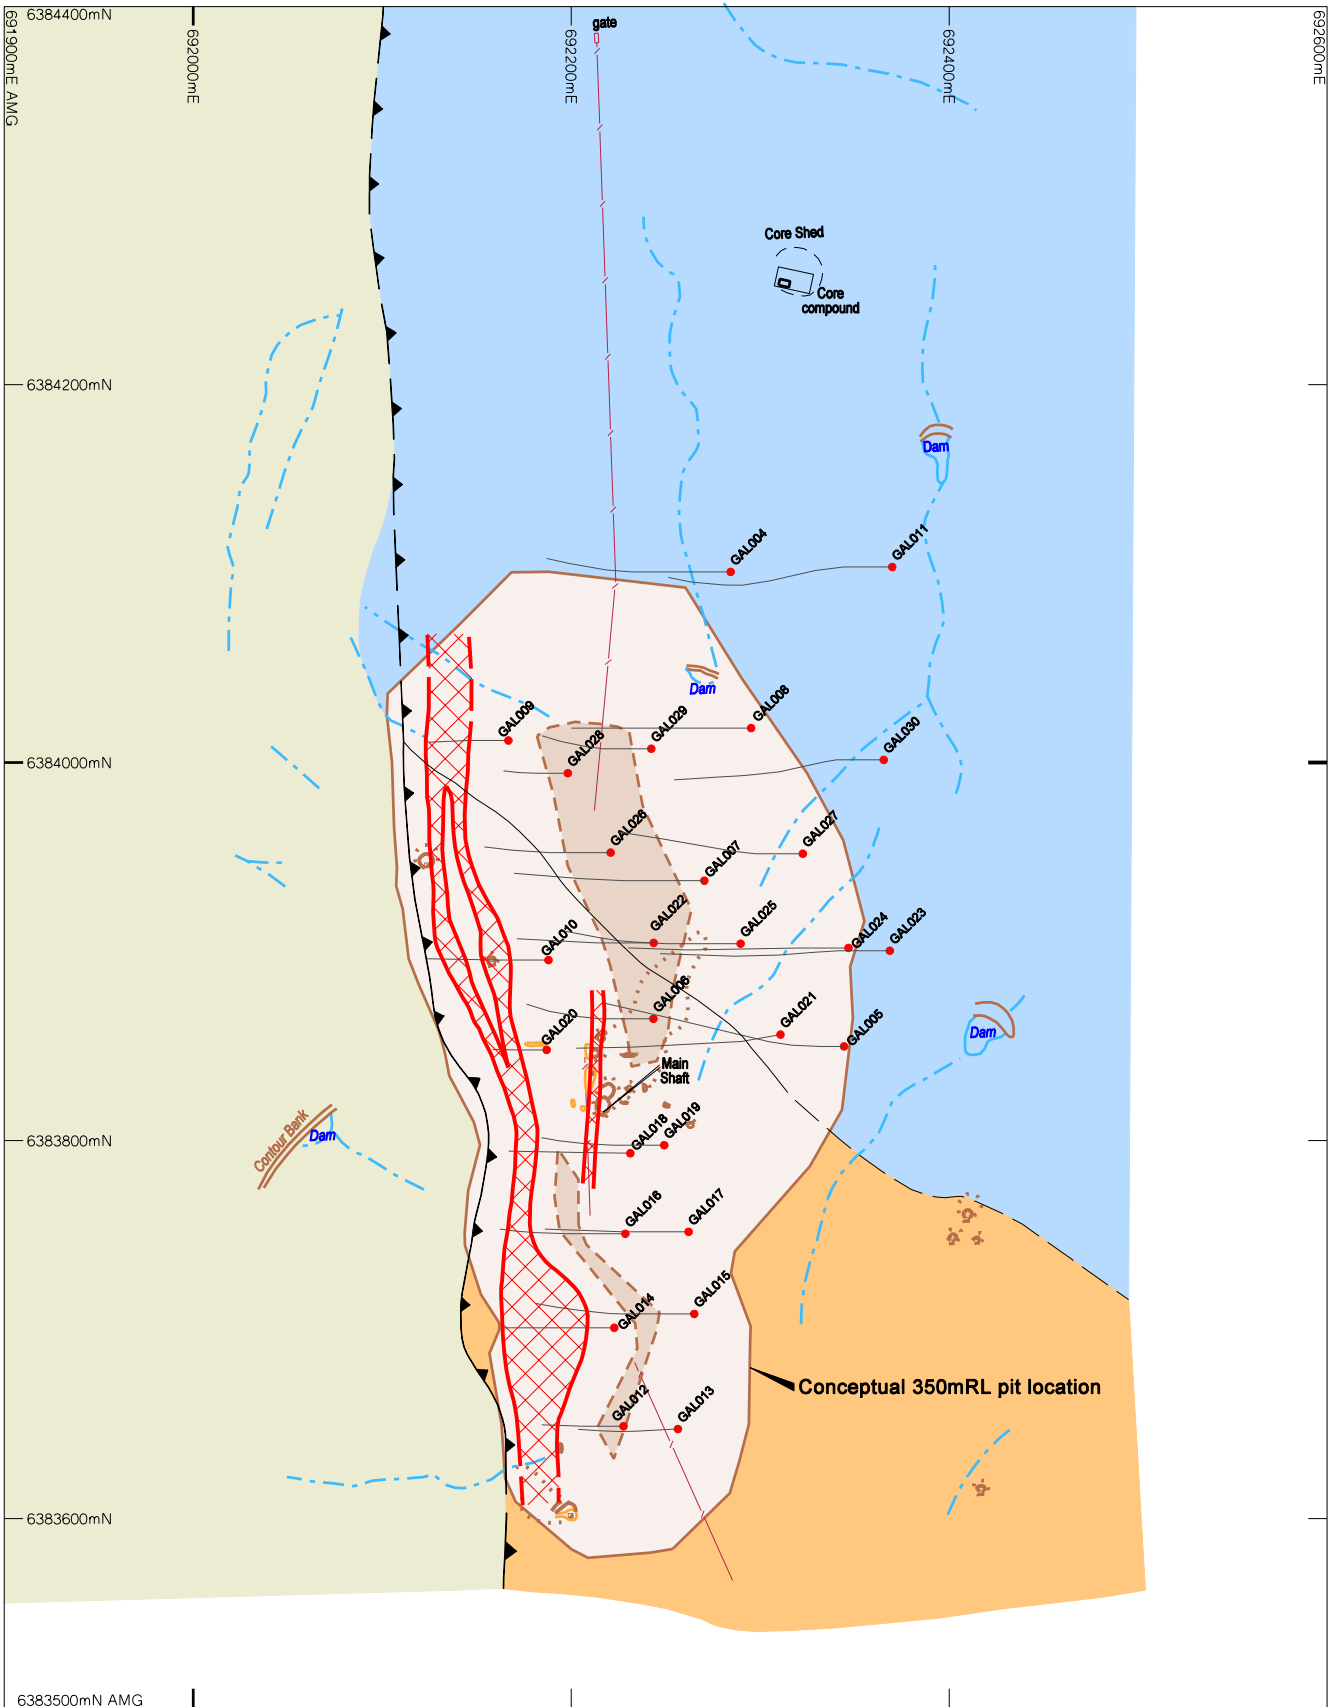 6384400mN
691900mE AMG
692000mE
692200mE
692400mE
692600mE
gate
Core Shed
Core
compound
6384200mN
Dam
GAL004
GAL011
Dam
GAL009
GAL029
GAL008
GAL028
GAL030
6384000mN
GAL026
GAL027
GAL007
GAL022
GAL025
GAL024
GAL023
GAL010
GAL006
GAL021
GAL005
GAL020
Dam
Main
Shaft
Contour Bank
Dam
6383800mN
GAL018
GAL019
GAL016
GAL017
GAL015
GAL014
Conceptual 350mRL pit location
GAL012
GAL013
6383600mN
6383500mN AMG